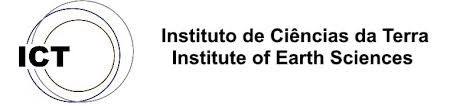 ICT
Instituto de Ciências da Terra
Institute of Earth Sciences